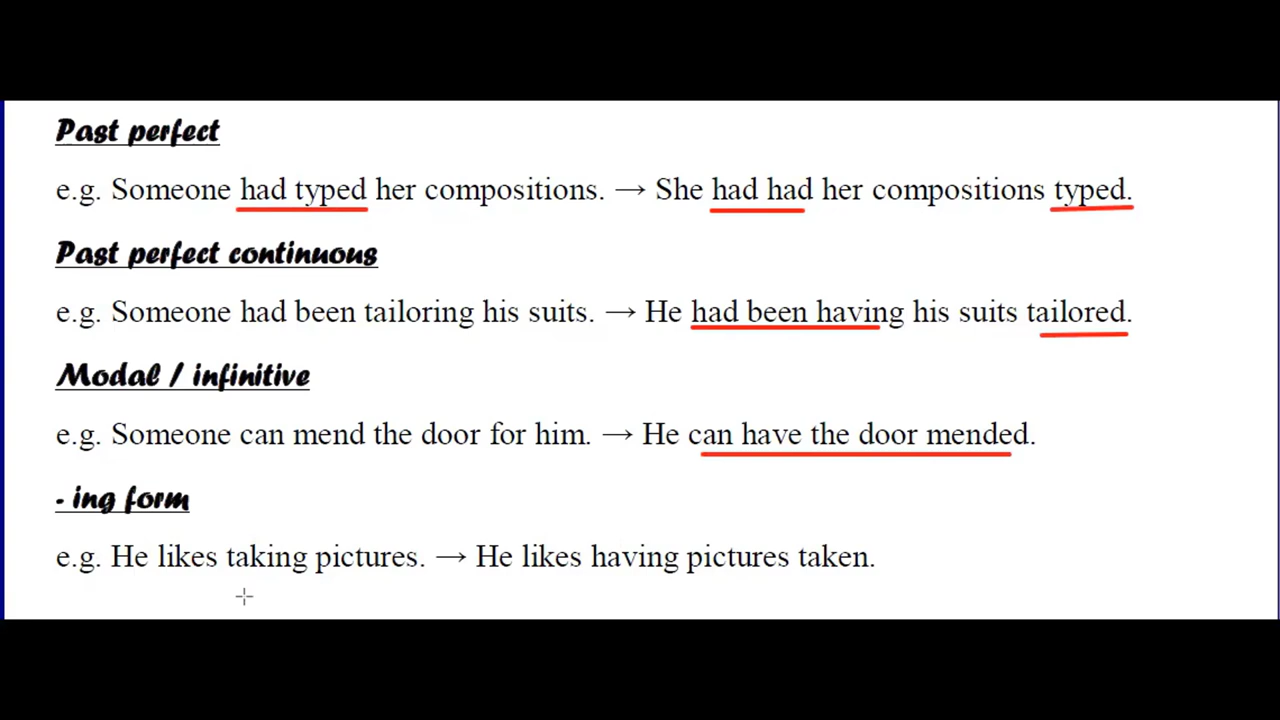 Past perfect
e.g. Someone had typed her compositions. → She had had her compositions typed.
Past perfect continuous
e.g. Someone had been tailoring his suits. → He had been having his suits tailored.
Modal / infinitive
e.g. Someone can mend the door for him. → He can have the door mended.
- ing form
e.g. He likes taking pictures. → He likes having pictures taken.